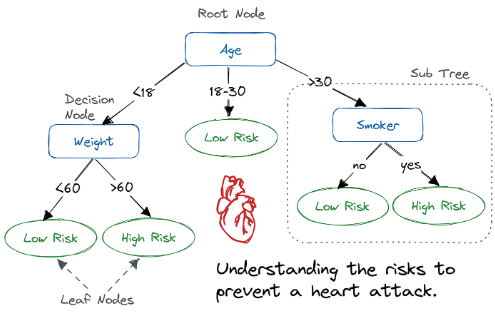 Root Node
Age
Sub Tree
<18
18-30
>30
Decision
Node
Weight
Low Risk
Smoker
no
yes
<60
>60
Low Risk
High Risk
Low Risk
High Risk
Leaf Nodes
Understanding the risks to
prevent a heart attack.